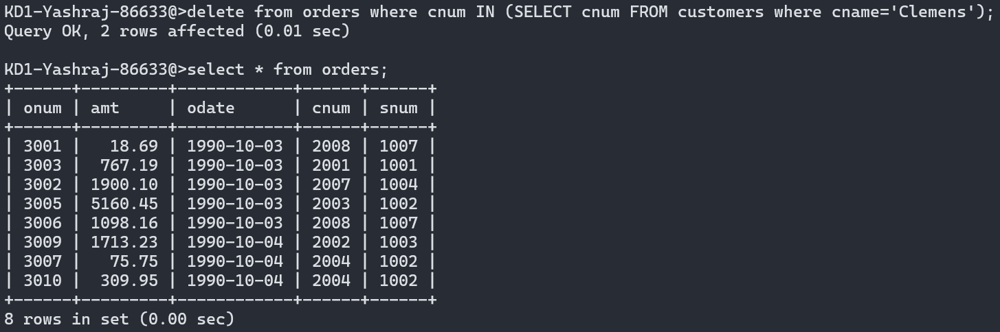 KD1-Yashraj-86633@>delete from orders where cnum IN (SELECT cnum FROM customers where cname='Clemens');
Query OK, 2 rows affected (0.01 sec)

KD1-Yashraj-86633@>select * from orders;
+------+---------+------------+------+------+
| onum | amt     | odate      | cnum | snum |
+------+---------+------------+------+------+
| 3001 |   18.69 | 1990-10-03 | 2008 | 1007 |
| 3003 |  767.19 | 1990-10-03 | 2001 | 1001 |
| 3002 | 1900.10 | 1990-10-03 | 2007 | 1004 |
| 3005 | 5160.45 | 1990-10-03 | 2003 | 1002 |
| 3006 | 1098.16 | 1990-10-03 | 2008 | 1007 |
| 3009 | 1713.23 | 1990-10-04 | 2002 | 1003 |
| 3007 |   75.75 | 1990-10-04 | 2004 | 1002 |
| 3010 |  309.95 | 1990-10-04 | 2004 | 1002 |
+------+---------+------------+------+------+
8 rows in set (0.00 sec)